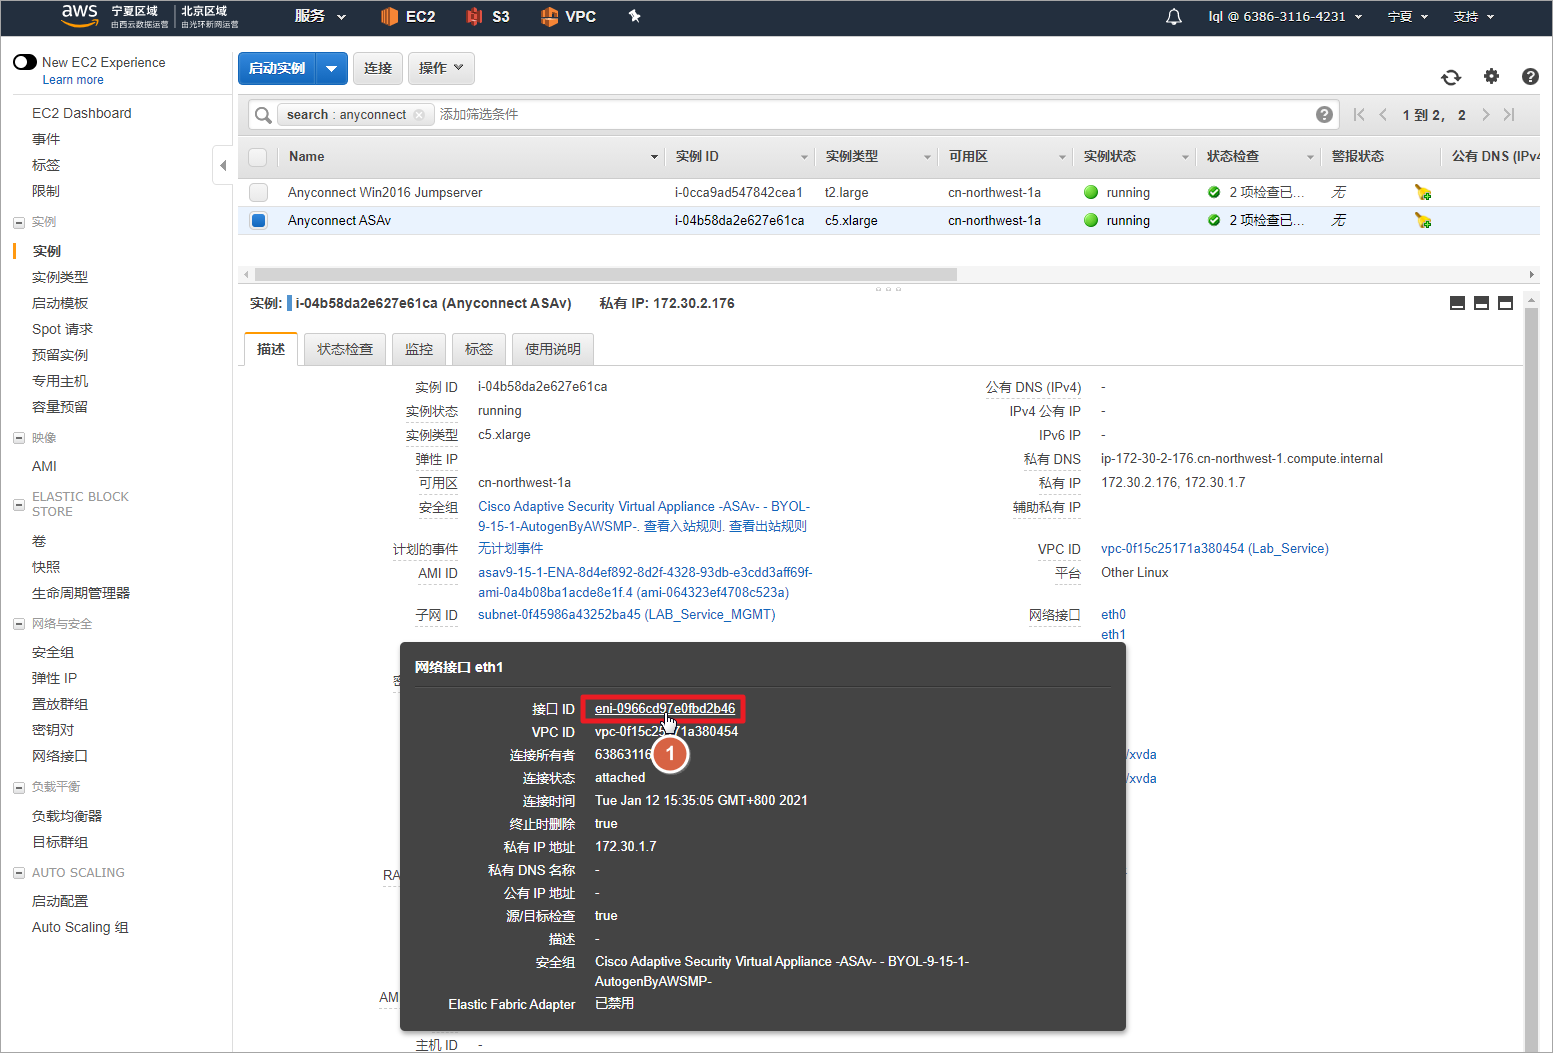 aws 宁夏区域 由西云数据运营 北京区域 由光环新网运营 服务 EC2 S3 VPC lql @ 6386-3116-4231 宁夏 支持
New EC2 Experience
Learn more
EC2 Dashboard
事件
标签
限制
实例
实例
实例类型
启动模板
Spot 请求
预留实例
专用主机
容量预留
映像
AMI
ELASTIC BLOCK
STORE
卷
快照
生命周期管理器
网络与安全
安全组
弹性 IP
置放群组
密钥对
网络接口
负载平衡
负载均衡器
目标群组
AUTO SCALING
启动配置
Auto Scaling 组
启动实例 连接 操作
search : anyconnect 添加筛选条件 1 到 2， 2
Name 实例 ID 实例类型 可用区 实例状态 状态检查 警报状态 公有 DNS (IPv4
Anyconnect Win2016 Jumpserver i-0cca9ad547842cea1 t2.large cn-northwest-1a running 2 项检查已... 无
Anyconnect ASAv i-04b58da2e627e61ca c5.xlarge cn-northwest-1a running 2 项检查已... 无
实例: i-04b58da2e627e61ca (Anyconnect ASAv) 私有 IP: 172.30.2.176
描述 状态检查 监控 标签 使用说明
实例 ID i-04b58da2e627e61ca 公有 DNS (IPv4) -
实例状态 running IPv4 公有 IP -
实例类型 c5.xlarge IPv6 IP -
弹性 IP 私有 DNS ip-172-30-2-176.cn-northwest-1.compute.internal
可用区 cn-northwest-1a 私有 IP 172.30.2.176, 172.30.1.7
安全组 Cisco Adaptive Security Virtual Appliance -ASAv- - BYOL- 辅助私有 IP
9-15-1-AutogenByAWSMP-. 查看入站规则. 查看出站规则
计划的事件 无计划事件 VPC ID vpc-0f15c25171a380454 (Lab_Service)
AMI ID asav9-15-1-ENA-8d4ef892-8d2f-4328-93db-e3cdd3aff69f- 平台 Other Linux
ami-0a4b08ba1acde8e1f.4 (ami-064323ef4708c523a)
子网 ID subnet-0f45986a43252ba45 (LAB_Service_MGMT) 网络接口 eth0
eth1
网络接口 eth1
接口 ID eni-0966cd97e0fbd2b46
VPC ID vpc-0f15c25171a380454
连接所有者 63863116 1 /xvda
连接状态 attached /xvda
连接时间 Tue Jan 12 15:35:05 GMT+800 2021
终止时删除 true
私有 IP 地址 172.30.1.7
私有 DNS 名称 -
RA
公有 IP 地址 -
源/目标检查 true
描述 -
安全组 Cisco Adaptive Security Virtual Appliance -ASAv- - BYOL-9-15-1-
AutogenByAWSMP-
AM
Elastic Fabric Adapter 已禁用
主机 ID -